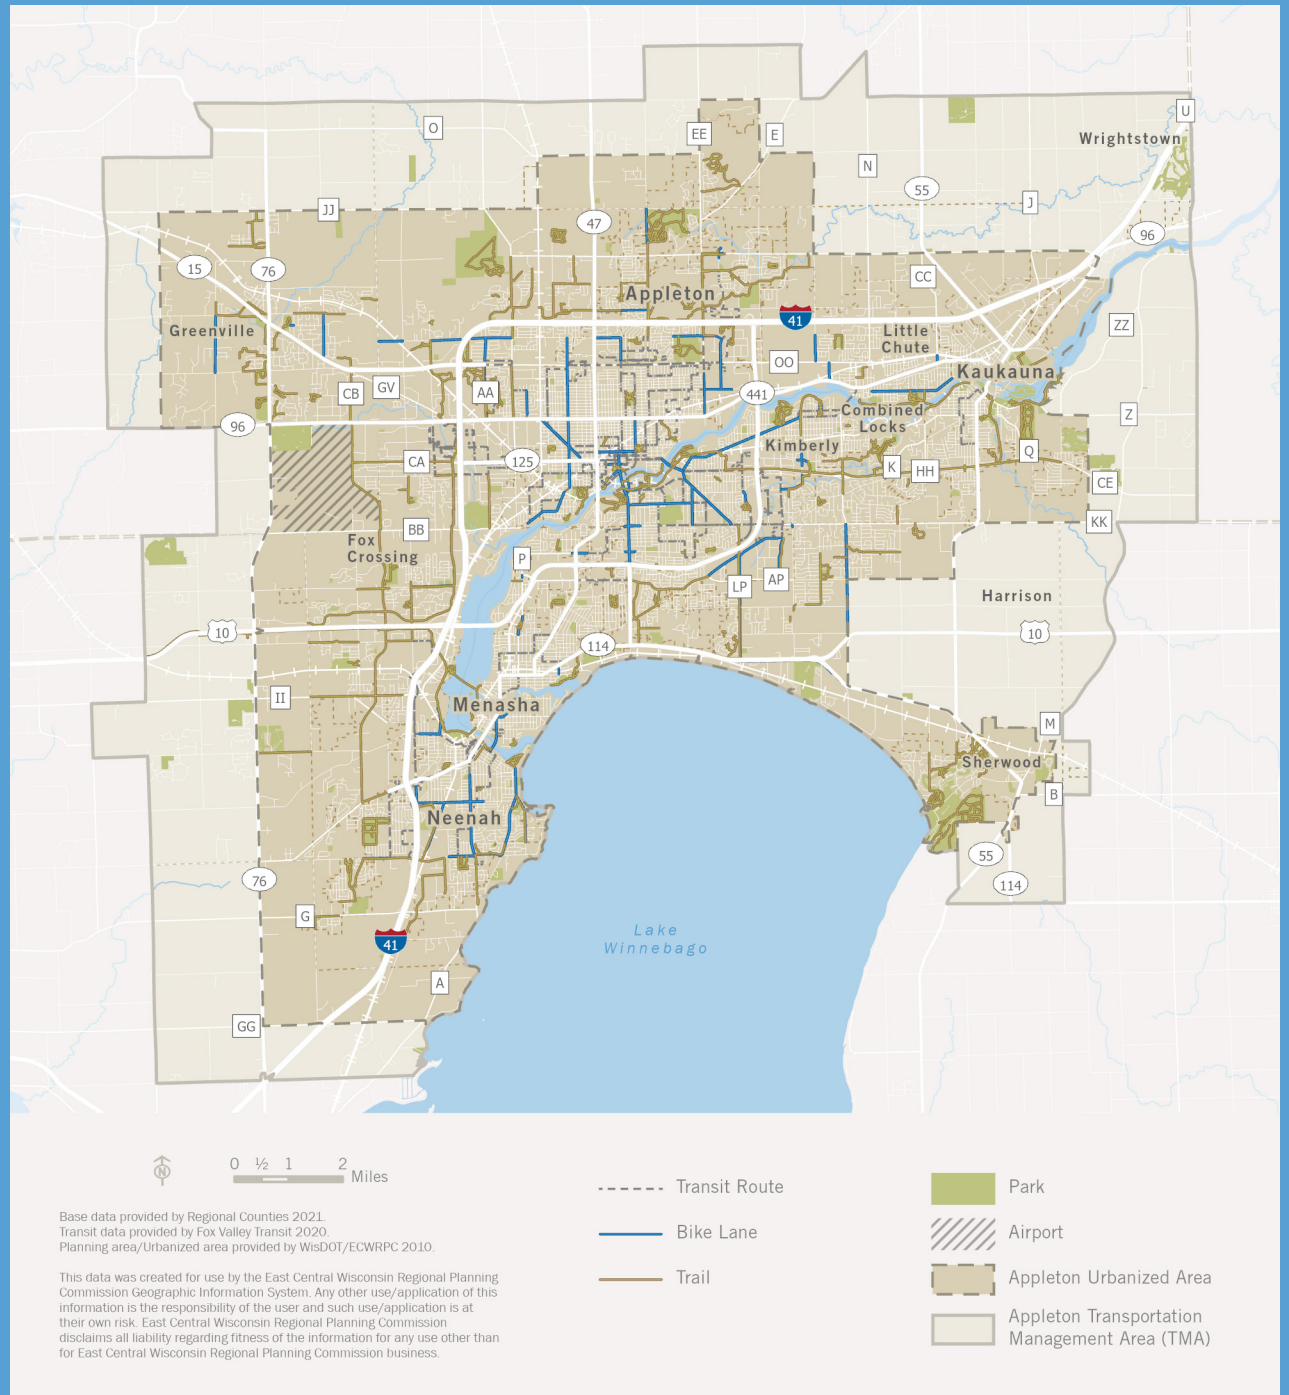 O
EE
E
U
Wrightstown
N
55
J
JJ
47
96
15
76
CC
Appleton
41
ZZ
Greenville
Little
Chute
OO
Kaukauna
CB
GV
AA
441
Combined
Locks
Z
96
Kimberly
CA
125
K
HH
Q
CE
BB
KK
Fox
Crossing
P
LP
AP
Harrison
10
10
114
II
Menasha
M
Sherwood
B
Neenah
55
76
114
G
Lake
Winnebago
41
A
GG
N
0 ½ 1 2
Miles
Base data provided by Regional Counties 2021.
Transit data provided by Fox Valley Transit 2020.
Planning area/Urbanized area provided by WisDOT/ECWRPC 2010.
This data was created for use by the East Central Wisconsin Regional Planning
Commission Geographic Information System. Any other use/application of this
information is the responsibility of the user and such use/application is at
their own risk. East Central Wisconsin Regional Planning Commission
disclaims all liability regarding fitness of the information for any use other than
for East Central Wisconsin Regional Planning Commission business.
Transit Route
Bike Lane
Trail
Park
Airport
Appleton Urbanized Area
Appleton Transportation
Management Area (TMA)